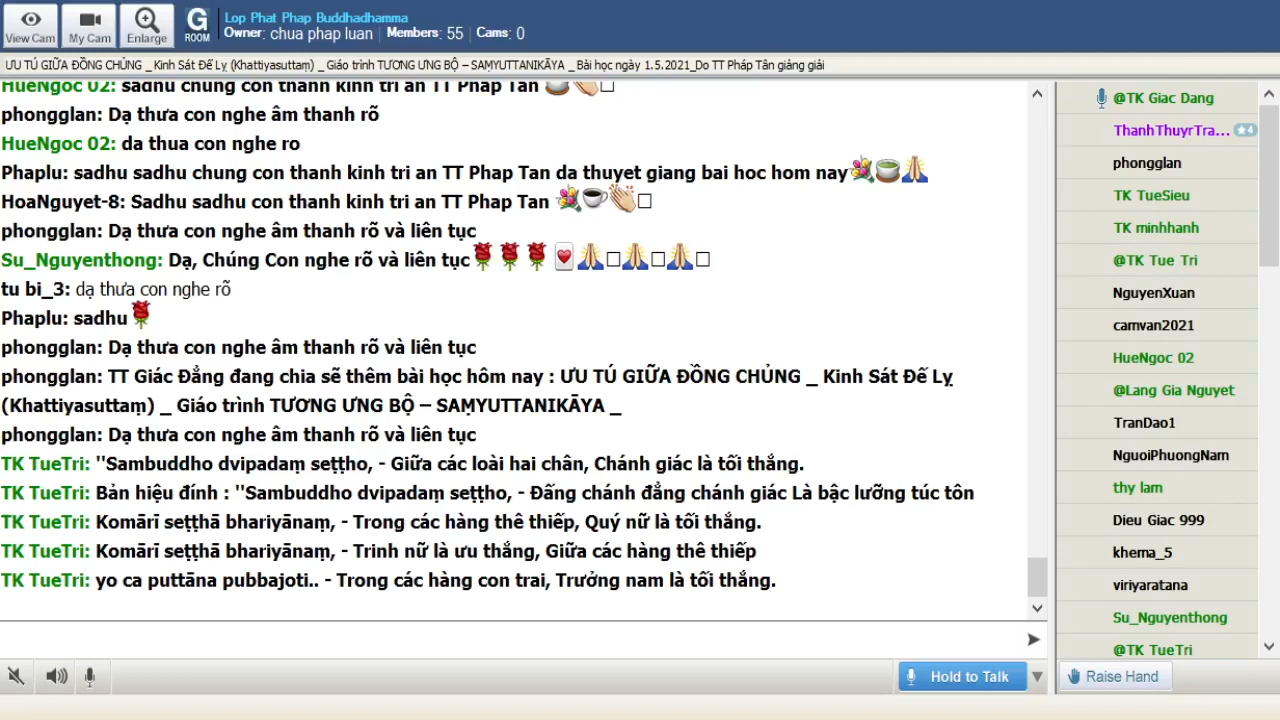 View Cam
My Cam
Enlarge
G
ROOM
Lop Phat Phap Buddhadhamma
Owner: chua phap luan Members: 55 Cams: 0
ƯU TÚ GIỮA ĐỒNG CHỦNG _ Kinh Sát Đế Lỵ (Khattiyasuttaṃ) _ Giáo trình TƯƠNG ƯNG BỘ – SAṂYUTTANIKĀYA _ Bài học ngày 1.5.2021_Do TT Pháp Tân giảng giải
HueNgoc 02: sadhu chung con thanh kinh tri an TT Phap Tan
phongglan: Dạ thưa con nghe âm thanh rõ
HueNgoc 02: da thua con nghe ro
Phaplu: sadhu sadhu chung con thanh kinh tri an TT Phap Tan da thuyet giang bai hoc hom nay
HoaNguyet-8: Sadhu sadhu con thanh kinh tri an TT Phap Tan
phongglan: Dạ thưa con nghe âm thanh rõ và liên tục
Su_Nguyenthong: Dạ, Chúng Con nghe rõ và liên tục
tu bi_3: dạ thưa con nghe rõ
Phaplu: sadhu
phongglan: Dạ thưa con nghe âm thanh rõ và liên tục
phongglan: TT Giác Đẳng đang chia sẽ thêm bài học hôm nay : ƯU TÚ GIỮA ĐỒNG CHỦNG _ Kinh Sát Đế Lỵ
(Khattiyasuttaṃ) _ Giáo trình TƯƠNG ƯNG BỘ – SAṂYUTTANIKĀYA _
phongglan: Dạ thưa con nghe âm thanh rõ và liên tục
TK TueTri: ''Sambuddho dvipadaṃ seṭṭho, - Giữa các loài hai chân, Chánh giác là tối thắng.
TK TueTri: Bản hiệu đính : ''Sambuddho dvipadaṃ seṭṭho, - Đấng chánh đẳng chánh giác Là bậc lưỡng túc tôn
TK TueTri: Komārī seṭṭhā bhariyānaṃ, - Trong các hàng thê thiếp, Quý nữ là tối thắng.
TK TueTri: Komārī seṭṭhā bhariyānaṃ, - Trinh nữ là ưu thắng, Giữa các hàng thê thiếp
TK TueTri: yo ca puttāna pubbajoti.. - Trong các hàng con trai, Trưởng nam là tối thắng.
Hold to Talk
@TK Giac Dang
ThanhThuyrTra... 4
phongglan
TK TueSieu
TK minhhanh
@TK Tue Tri
NguyenXuan
camvan2021
HueNgoc 02
@Lang Gia Nguyet
TranDao1
NguoiPhuongNam
thy lam
Dieu Giac 999
khema_5
viriyaratana
Su_Nguyenthong
@TK TueTri
Raise Hand